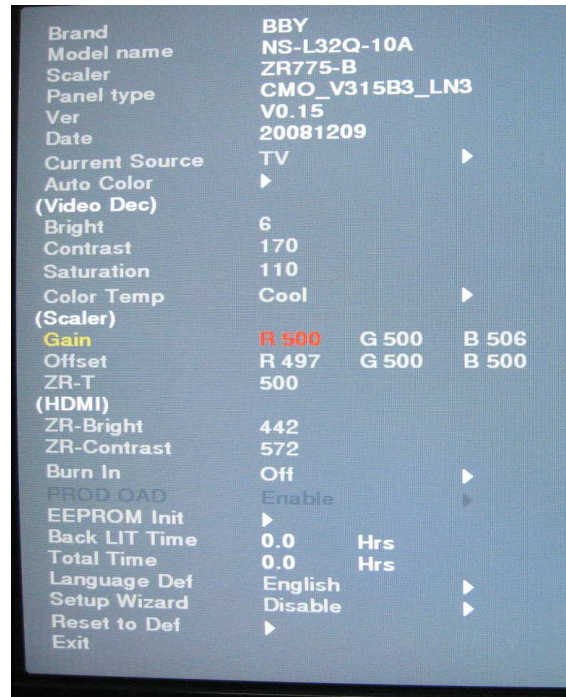 Brand BBY
Model name NS-L32Q-10A
Scaler ZR775-B
Panel type CMO_V315B3_LN3
Ver V0.15
Date 20081209
Current Source TV
Auto Color
(Video Dec)
Bright 6
Contrast 170
Saturation 110
Color Temp Cool
(Scaler)
Gain R 500 G 500 B 506
Offset R 497 G 500 B 500
ZR-T 500
(HDMI)
ZR-Bright 442
ZR-Contrast 572
Burn In Off
PROD OAD Enable
EEPROM Init
Back LIT Time 0.0 Hrs
Total Time 0.0 Hrs
Language Def English
Setup Wizard Disable
Reset to Def
Exit